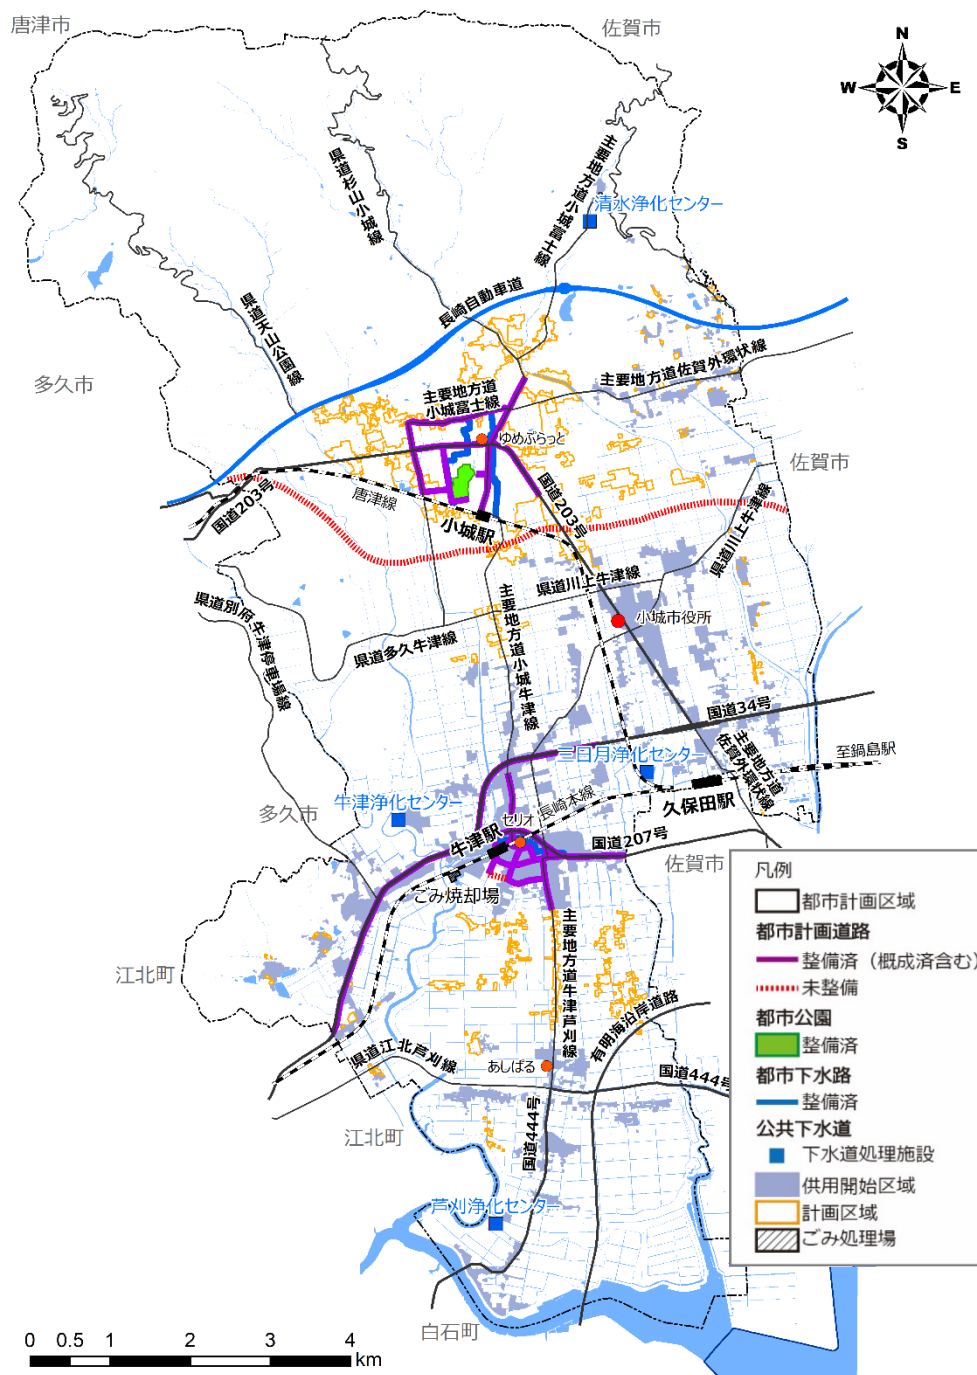 唐津市
佐賀市
N
W
E
S
県道杉山小城線
主要地方道小城富士線
清水浄化センター
長崎自動車道
県道天山公園線
多久市
主要地方道
小城富士線
主要地方道佐賀外環状線
ゆめぷらっと
佐賀市
国道203号
唐津線
小城駅
国道203号
県道川上牛津線
県道川上牛津線
県道別府牛津停車場線
主要地方道小城牛津線
小城市役所
県道多久牛津線
国道34号
三日月浄化センター
主要地方道
佐賀外環状線
至鍋島駅
多久市
牛津浄化センター
長崎本線
久保田駅
セリオ
牛津駅
国道207号
佐賀市
ごみ焼却場
主要地方道牛津芦刈線
江北町
有明海沿岸道路
県道江北芦刈線
あしぱる
国道444号
江北町
国道444号
芦刈浄化センター
白石町
凡例
都市計画区域
都市計画道路
整備済（概成済含む）
未整備
都市公園
整備済
都市下水路
整備済
公共下水道
下水道処理施設
供用開始区域
計画区域
ごみ処理場
0 0.5 1 2 3 4
km